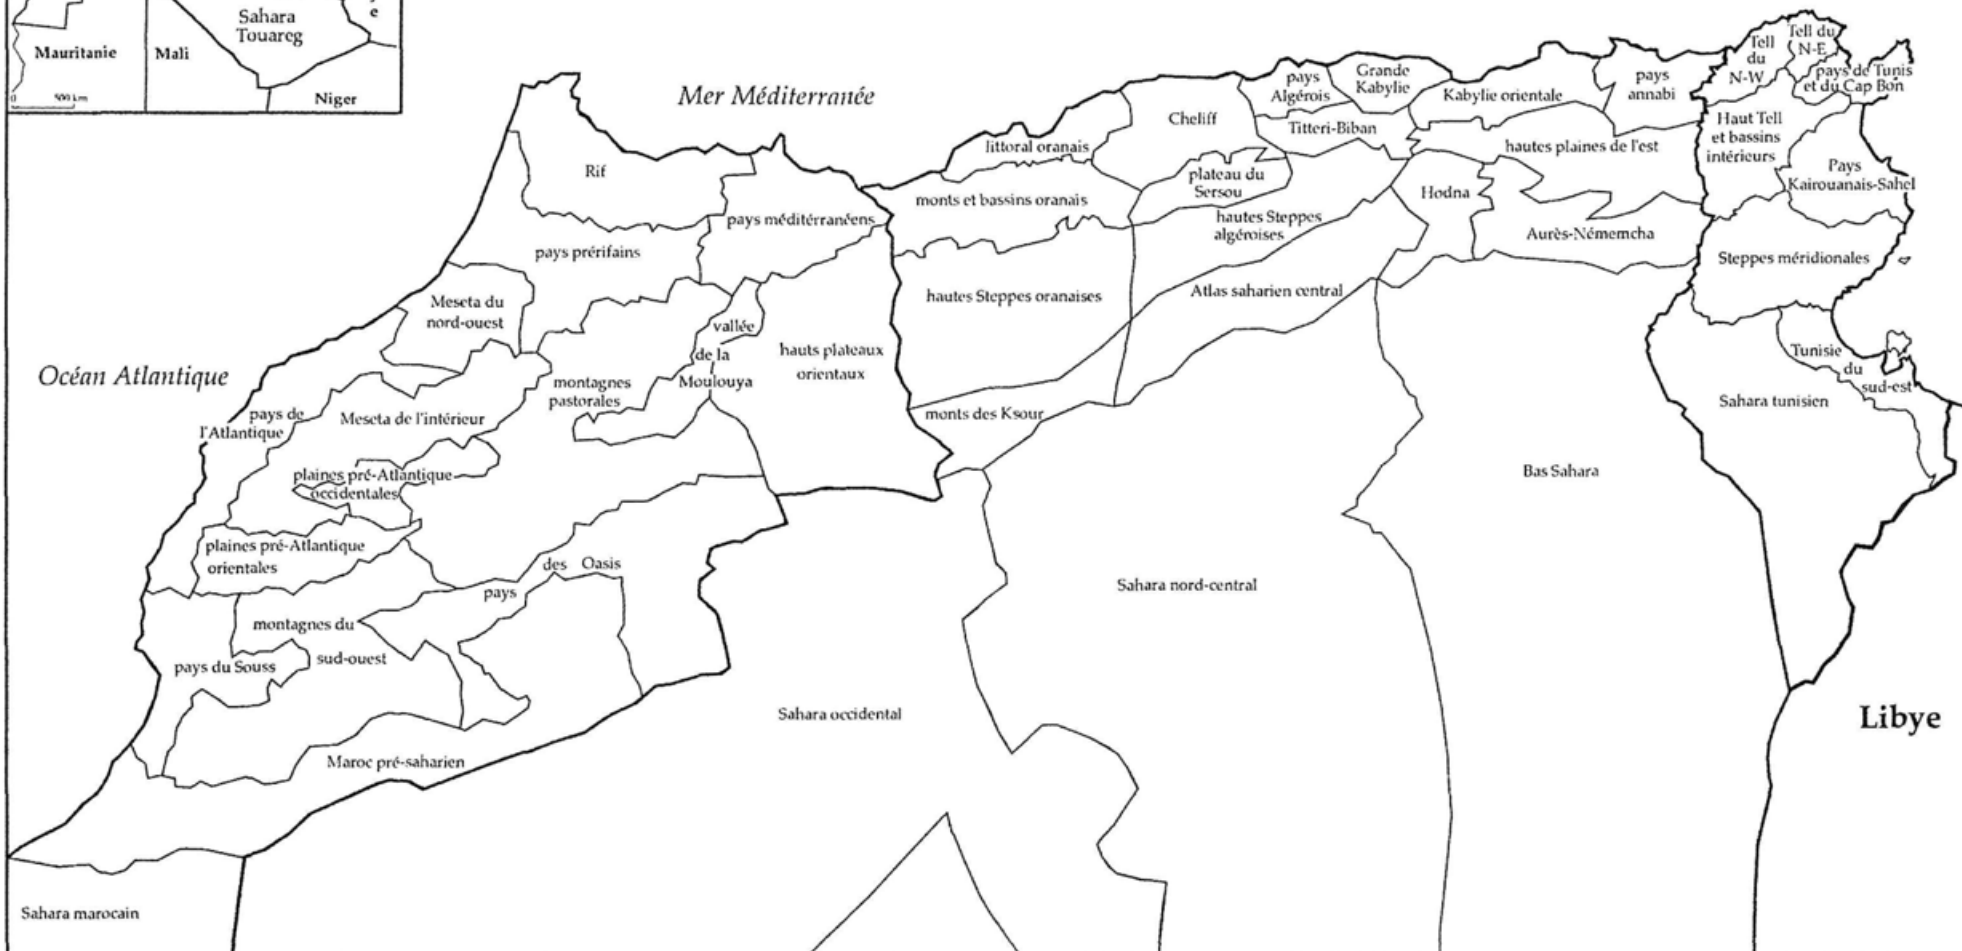 e
Sahara
Touareg
Mauritanie
Mali
0 500 km
Niger
Mer Méditerranée
Océan Atlantique
Libye
Rif
pays méditérranéens
pays prérifains
Meseta du
nord-ouest
vallée
de la
Moulouya
hauts plateaux
orientaux
montagnes
pastorales
pays de
l'Atlantique
Meseta de l'intérieur
plaines pré-Atlantique
occidentales
plaines pré-Atlantique
orientales
pays
des Oasis
montagnes du
sud-ouest
pays du Souss
Maroc pré-saharien
Sahara marocain
littoral oranais
monts et bassins oranais
hautes Steppes oranaises
monts des Ksour
Cheliff
plateau du
Sersou
pays
Algérois
Grande
Kabylie
Titteri-Biban
hautes Steppes
algéroises
Atlas saharien central
Kabylie orientale
pays
annabi
hautes plaines de l'est
Hodna
Aurès-Némemcha
Sahara occidental
Sahara nord-central
Bas Sahara
Tell
du
N-W
Tell du
N-E
pays de Tunis
et du Cap Bon
Haut Tell
et bassins
intérieurs
Pays
Kairouanais-Sahel
Steppes méridionales
Tunisie
du
sud-est
Sahara tunisien